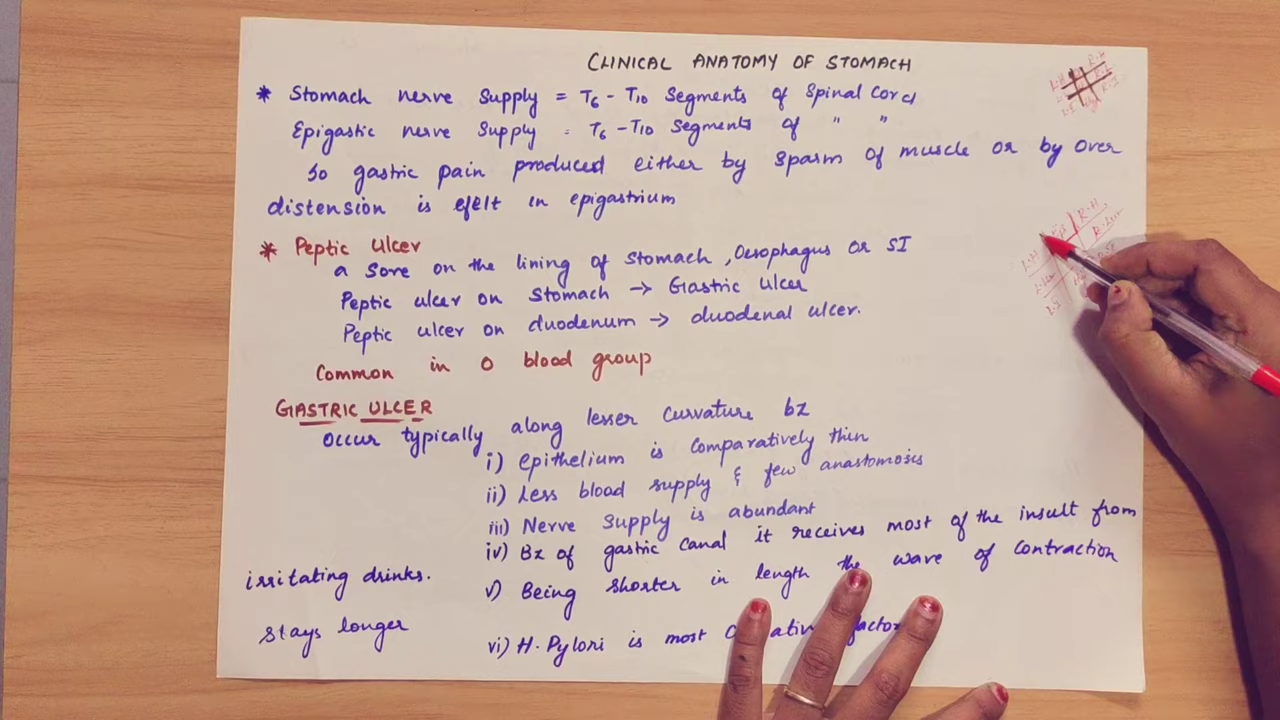 CLINICAL ANATOMY OF STOMACH
* Stomach nerve supply = T6 - T10 segments of spinal cord
Epigastic nerve supply = T6 - T10 segments of " "
so gastric pain produced either by sparm of muscle or by over
distension is efelt in epigastrium
* Peptic Ulcer
a sore on the lining of stomach, Oesophagus or SI
Peptic ulcer on stomach → Gastric Ulcer
Peptic ulcer on duodenum → duodenal ulcer.
Common in O blood group
GASTRIC ULCER
occur typically along lesser curvature bz
i) epithelium is comparatively thin
ii) Less blood supply & few anastomosis
iii) Nerve supply is abundant
iv) Bz of gastric canal it receives most of the insult from
irritating drinks.
v) Being shorter in length the wave of contraction
stays longer
vi) H. Pylori is most factor
R.H